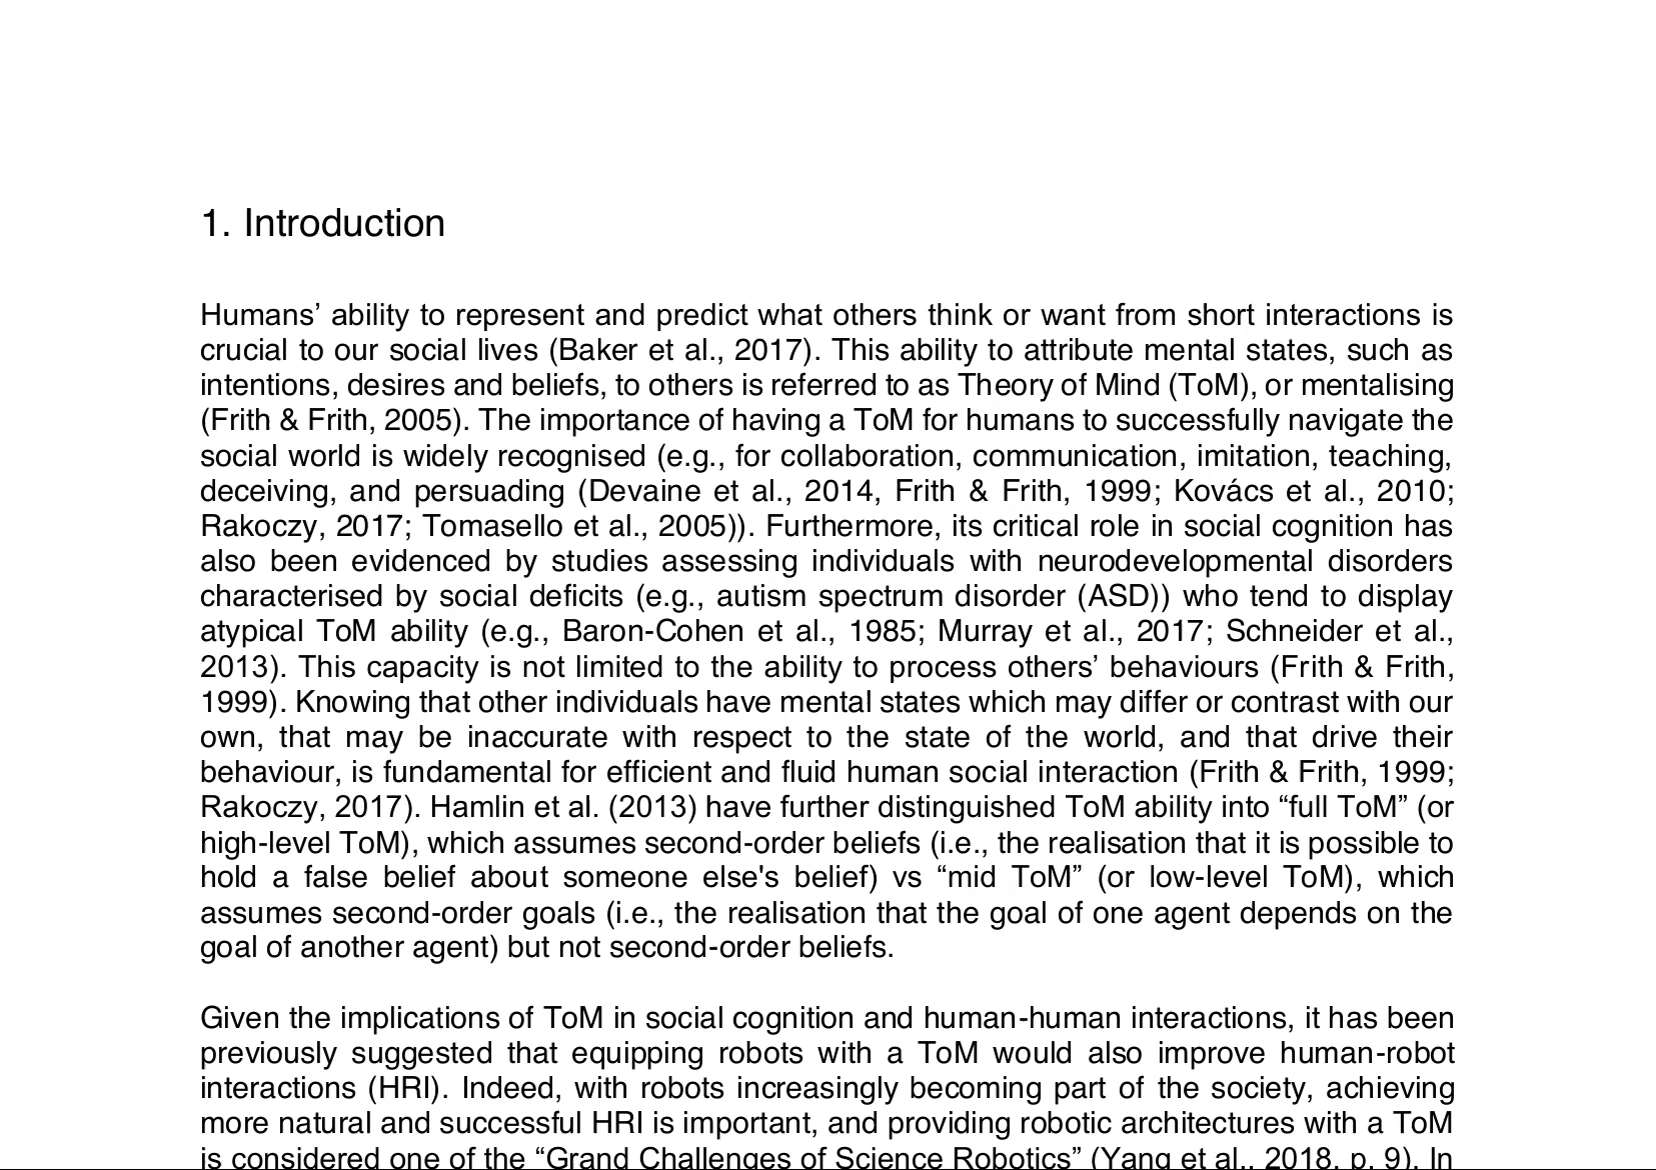 1. Introduction
Humans’ ability to represent and predict what others think or want from short interactions is
crucial to our social lives (Baker et al., 2017). This ability to attribute mental states, such as
intentions, desires and beliefs, to others is referred to as Theory of Mind (ToM), or mentalising
(Frith & Frith, 2005). The importance of having a ToM for humans to successfully navigate the
social world is widely recognised (e.g., for collaboration, communication, imitation, teaching,
deceiving, and persuading (Devaine et al., 2014, Frith & Frith, 1999; Kovács et al., 2010;
Rakoczy, 2017; Tomasello et al., 2005)). Furthermore, its critical role in social cognition has
also been evidenced by studies assessing individuals with neurodevelopmental disorders
characterised by social deficits (e.g., autism spectrum disorder (ASD)) who tend to display
atypical ToM ability (e.g., Baron-Cohen et al., 1985; Murray et al., 2017; Schneider et al.,
2013). This capacity is not limited to the ability to process others’ behaviours (Frith & Frith,
1999). Knowing that other individuals have mental states which may differ or contrast with our
own, that may be inaccurate with respect to the state of the world, and that drive their
behaviour, is fundamental for efficient and fluid human social interaction (Frith & Frith, 1999;
Rakoczy, 2017). Hamlin et al. (2013) have further distinguished ToM ability into “full ToM” (or
high-level ToM), which assumes second-order beliefs (i.e., the realisation that it is possible to
hold a false belief about someone else's belief) vs “mid ToM” (or low-level ToM), which
assumes second-order goals (i.e., the realisation that the goal of one agent depends on the
goal of another agent) but not second-order beliefs.
Given the implications of ToM in social cognition and human-human interactions, it has been
previously suggested that equipping robots with a ToM would also improve human-robot
interactions (HRI). Indeed, with robots increasingly becoming part of the society, achieving
more natural and successful HRI is important, and providing robotic architectures with a ToM
is considered one of the “Grand Challenges of Science Robotics” (Yang et al., 2018, p. 9). In